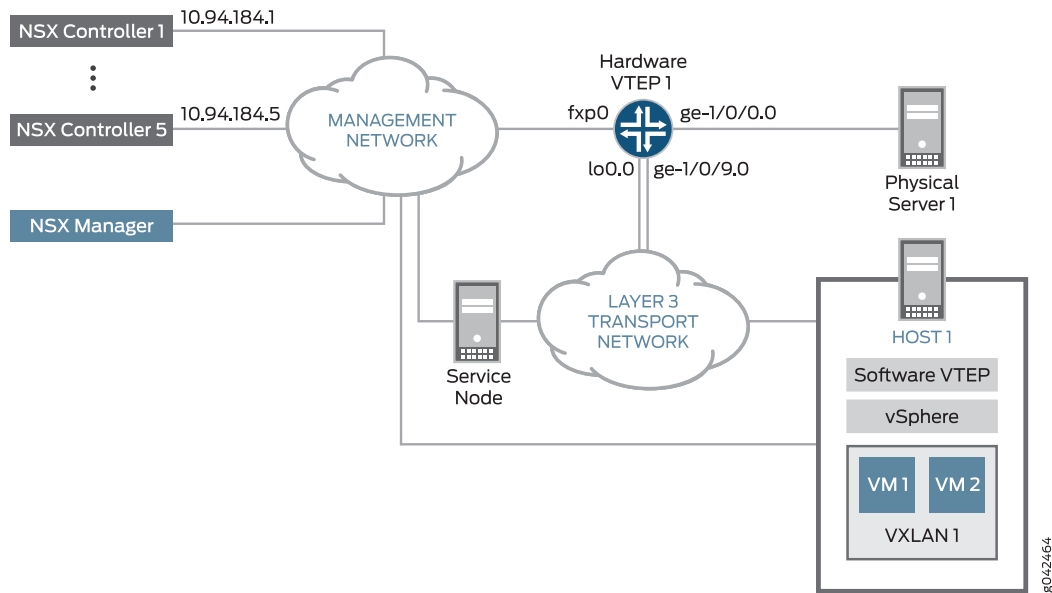 NSX Controller 1
10.94.184.1
NSX Controller 5
10.94.184.5
NSX Manager
MANAGEMENT
NETWORK
Hardware
VTEP 1
fxp0
ge-1/0/0.0
lo0.0
ge-1/0/9.0
Physical
Server 1
LAYER 3
TRANSPORT
NETWORK
Service
Node
HOST 1
Software VTEP
vSphere
VM 1
VM 2
VXLAN 1
g042464